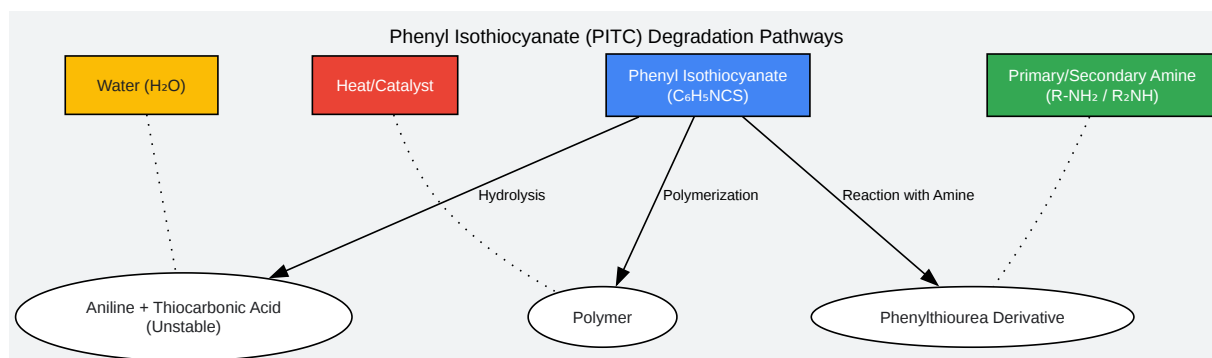 Phenyl Isothiocyanate (PITC) Degradation Pathways
Water (H₂O)
Heat/Catalyst
Phenyl Isothiocyanate
(C₆H₅NCS)
Primary/Secondary Amine
(R-NH₂ / R₂NH)
Hydrolysis
Polymerization
Reaction with Amine
Aniline + Thiocarbonic Acid
(Unstable)
Polymer
Phenylthiourea Derivative